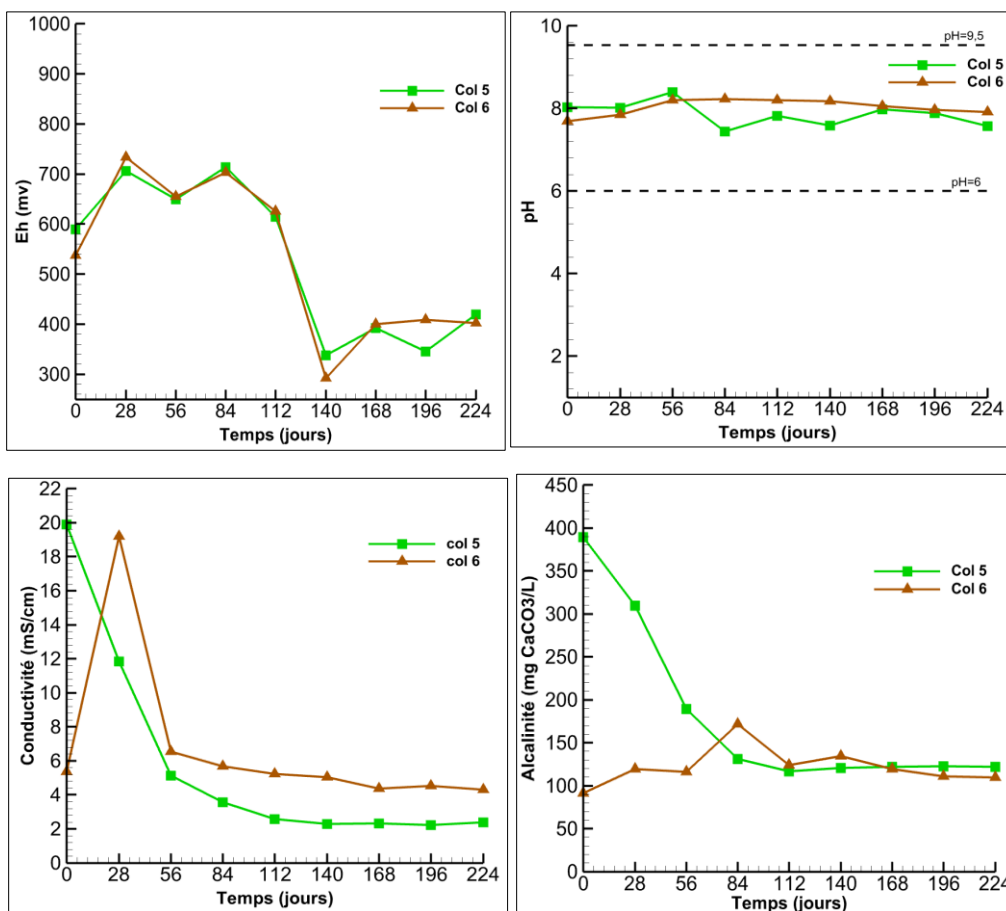 1000
900
800
700
600
500
400
300
Eh (mv)
Col 5
Col 6
0 28 56 84 112 140 168 196 224
Temps (jours)
10
8
6
4
2
pH
pH=9,5
Col 5
Col 6
pH=6
0 28 56 84 112 140 168 196 224
Temps (jours)
22
20
18
16
14
12
10
8
6
4
2
0
Conductivité (mS/cm)
col 5
col 6
0 28 56 84 112 140 168 196 224
Temps (jours)
450
400
350
300
250
200
150
100
50
0
Alcalinité (mg CaCO3/L)
Col 5
Col 6
0 28 56 84 112 140 168 196 224
Temps (jours)